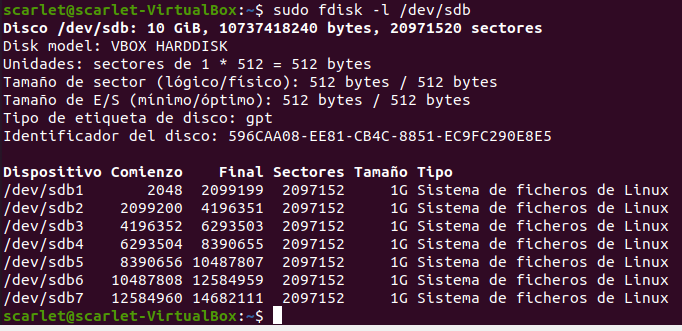 scarlet@scarlet-VirtualBox:~$ sudo fdisk -l /dev/sdb
Disco /dev/sdb: 10 GiB, 10737418240 bytes, 20971520 sectores
Disk model: VBOX HARDDISK
Unidades: sectores de 1 * 512 = 512 bytes
Tamaño de sector (lógico/físico): 512 bytes / 512 bytes
Tamaño de E/S (mínimo/óptimo): 512 bytes / 512 bytes
Tipo de etiqueta de disco: gpt
Identificador del disco: 596CAA08-EE81-CB4C-8851-EC9FC290E8E5
Dispositivo Comienzo    Final Sectores Tamaño Tipo
/dev/sdb1       2048  2099199  2097152     1G Sistema de ficheros de Linux
/dev/sdb2    2099200  4196351  2097152     1G Sistema de ficheros de Linux
/dev/sdb3    4196352  6293503  2097152     1G Sistema de ficheros de Linux
/dev/sdb4    6293504  8390655  2097152     1G Sistema de ficheros de Linux
/dev/sdb5    8390656 10487807  2097152     1G Sistema de ficheros de Linux
/dev/sdb6   10487808 12584959  2097152     1G Sistema de ficheros de Linux
/dev/sdb7   12584960 14682111  2097152     1G Sistema de ficheros de Linux
scarlet@scarlet-VirtualBox:~$